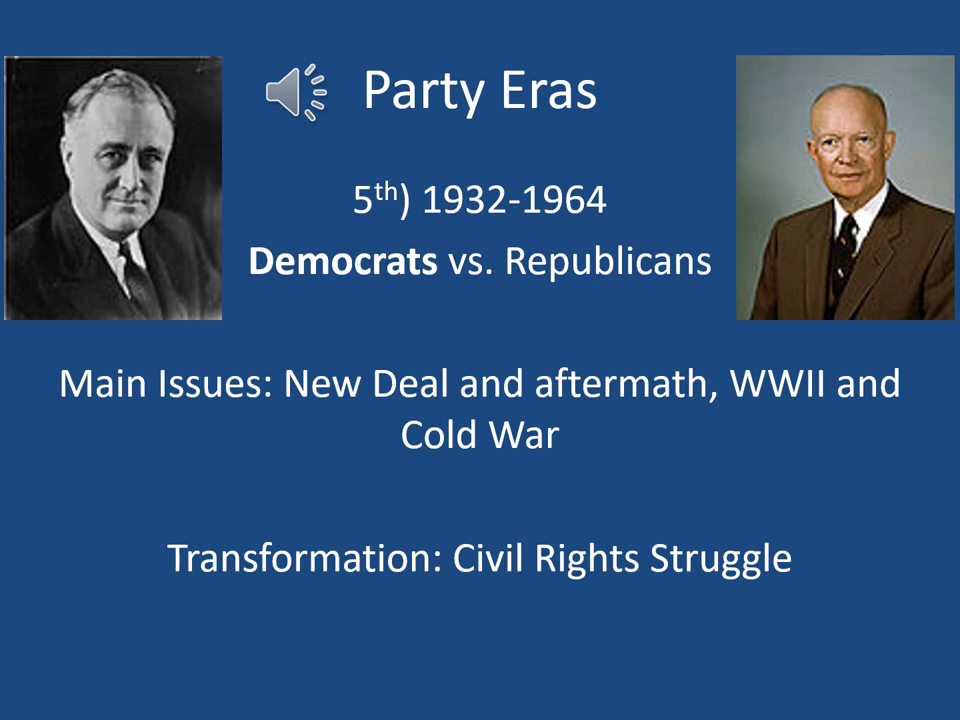 Party Eras
5th) 1932-1964
Democrats vs. Republicans
Main Issues: New Deal and aftermath, WWII and
Cold War
Transformation: Civil Rights Struggle